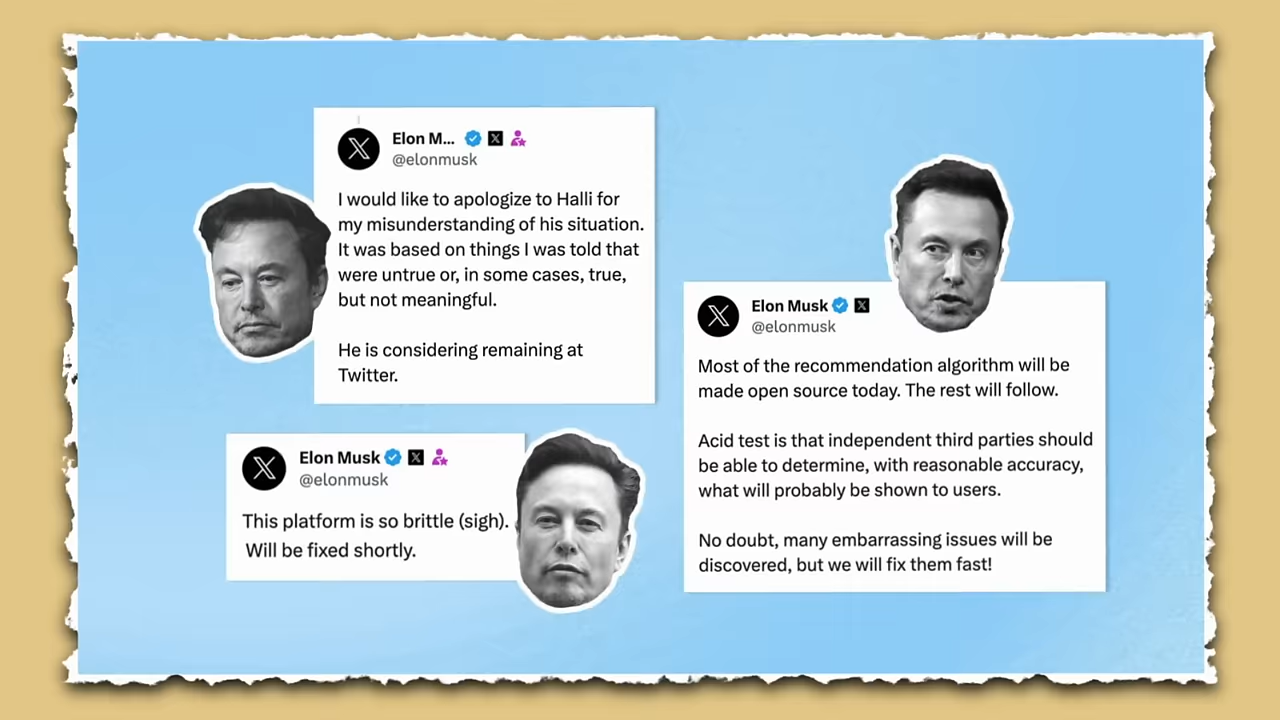 Elon M...
@elonmusk
I would like to apologize to Halli for
my misunderstanding of his situation.
It was based on things I was told that
were untrue or, in some cases, true,
but not meaningful.
He is considering remaining at
Twitter.
Elon Musk
@elonmusk
This platform is so brittle (sigh).
Will be fixed shortly.
Elon Musk
@elonmusk
Most of the recommendation algorithm will be
made open source today. The rest will follow.
Acid test is that independent third parties should
be able to determine, with reasonable accuracy,
what will probably be shown to users.
No doubt, many embarrassing issues will be
discovered, but we will fix them fast!